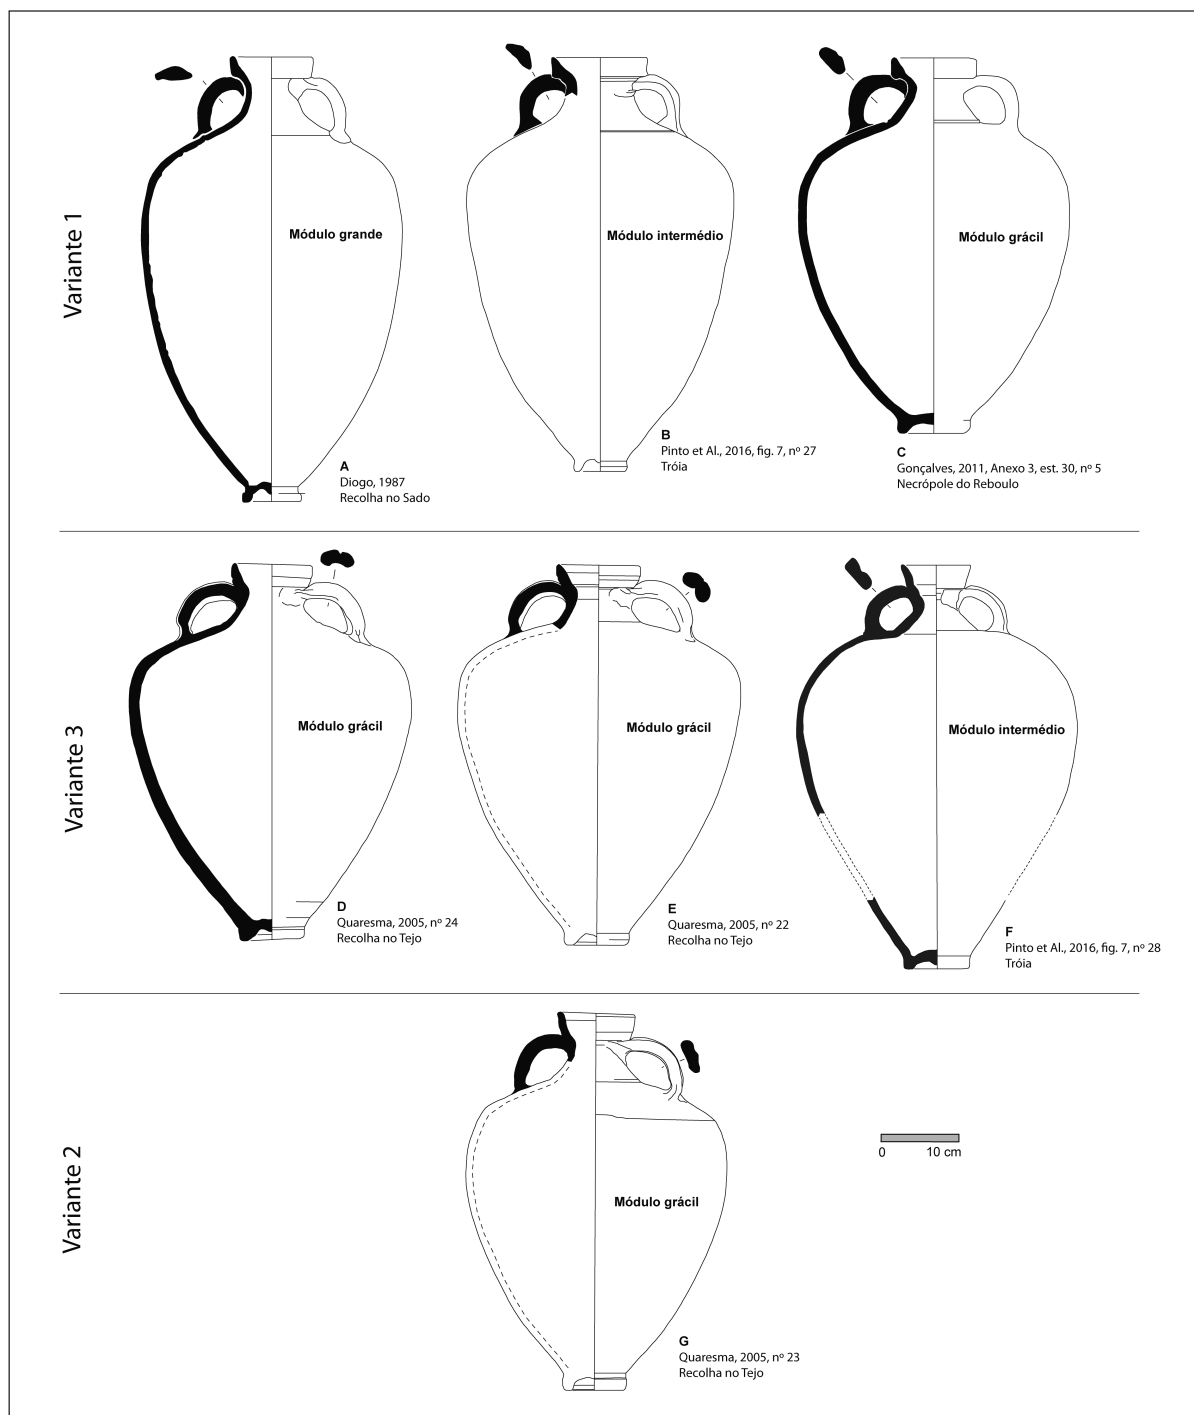 Variante 1
Módulo grande
Módulo intermédio
Módulo grácil
A
Diogo, 1987
Recolha no Sado
B
Pinto et Al., 2016, fig. 7, nº 27
Tróia
C
Gonçalves, 2011, Anexo 3, est. 30, nº 5
Necrópole do Reboulo
Variante 3
Módulo grácil
Módulo grácil
Módulo intermédio
D
Quaresma, 2005, nº 24
Recolha no Tejo
E
Quaresma, 2005, nº 22
Recolha no Tejo
F
Pinto et Al., 2016, fig. 7, nº 28
Tróia
Variante 2
Módulo grácil
G
Quaresma, 2005, nº 23
Recolha no Tejo
0 10 cm